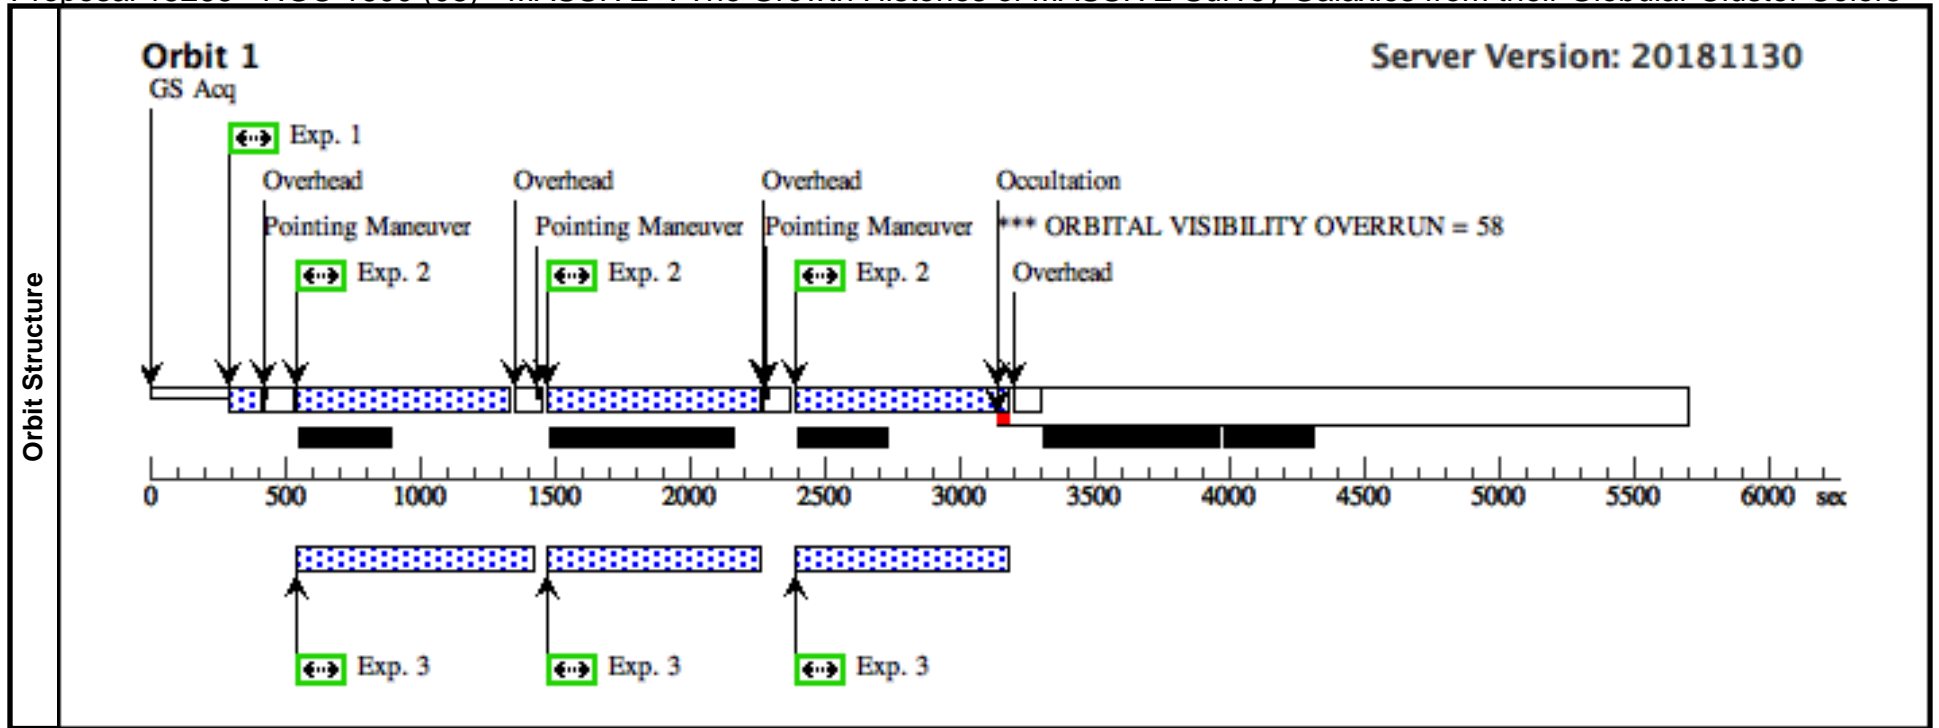 Orbit Structure
Orbit 1
Server Version: 20181130
GS Acq
Exp. 1
Overhead Overhead Overhead Occultation
Pointing Maneuver Pointing Maneuver Pointing Maneuver *** ORBITAL VISIBILITY OVERRUN = 58
Exp. 2 Exp. 2 Exp. 2 Overhead
0 500 1000 1500 2000 2500 3000 3500 4000 4500 5000 5500 6000 sec
Exp. 3 Exp. 3 Exp. 3